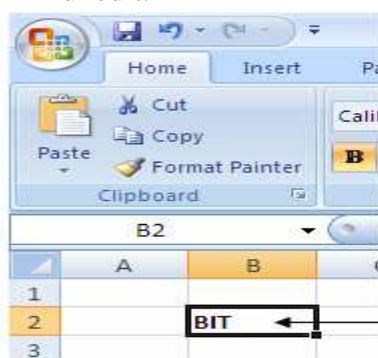 Home Insert
Cut
Copy
Paste
Format Painter
B
Clipboard
B2
A B
1
2 BIT
3